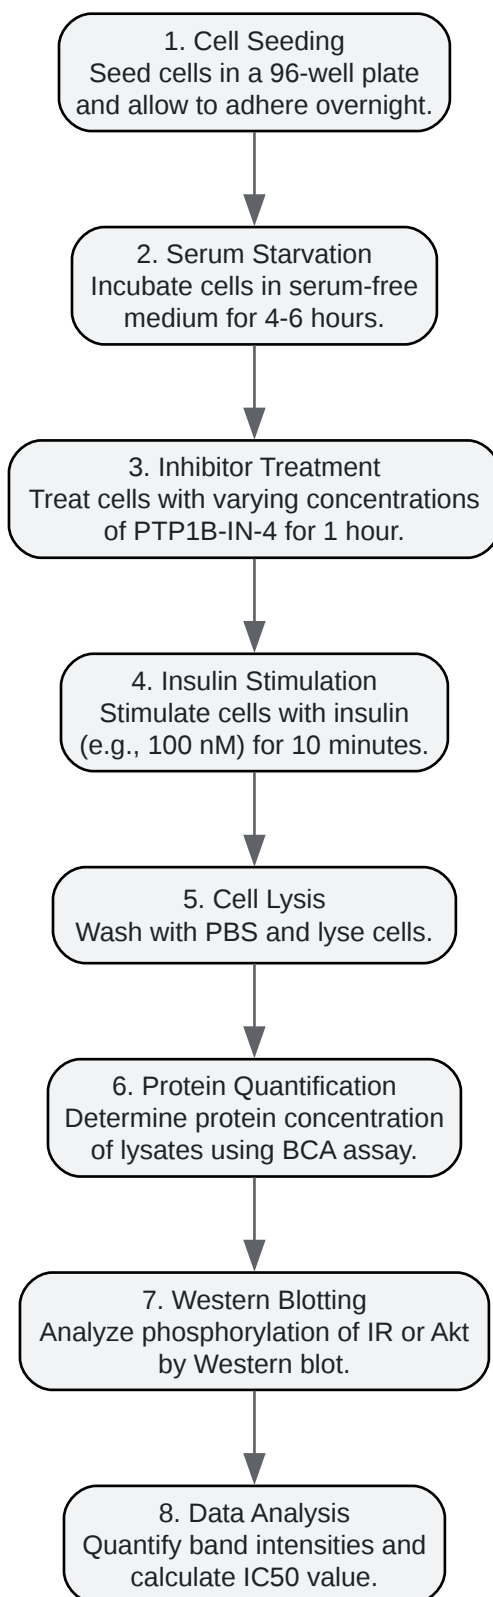 1. Cell Seeding
Seed cells in a 96-well plate
and allow to adhere overnight.
2. Serum Starvation
Incubate cells in serum-free
medium for 4-6 hours.
3. Inhibitor Treatment
Treat cells with varying concentrations
of PTP1B-IN-4 for 1 hour.
4. Insulin Stimulation
Stimulate cells with insulin
(e.g., 100 nM) for 10 minutes.
5. Cell Lysis
Wash with PBS and lyse cells.
6. Protein Quantification
Determine protein concentration
of lysates using BCA assay.
7. Western Blotting
Analyze phosphorylation of IR or Akt
by Western blot.
8. Data Analysis
Quantify band intensities and
calculate IC50 value.